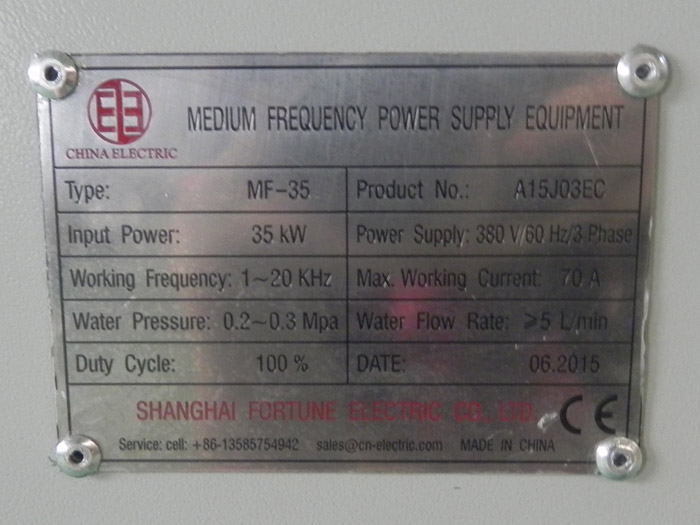 CHINA ELECTRIC
MEDIUM FREQUENCY POWER SUPPLY EQUIPMENT
Type: MF-35 Product No.: A15J03EC
Input Power: 35 kW Power Supply: 380 V/60 Hz/3 Phase
Working Frequency: 1~20 KHz Max. Working Current: 70 A
Water Pressure: 0.2~0.3 Mpa Water Flow Rate: ⩾5 L/min
Duty Cycle: 100 % DATE: 06.2015
SHANGHAI FORTUNE ELECTRIC CO., LTD. CE
Service: cell: +86-13585754942 sales@cn-electric.com MADE IN CHINA